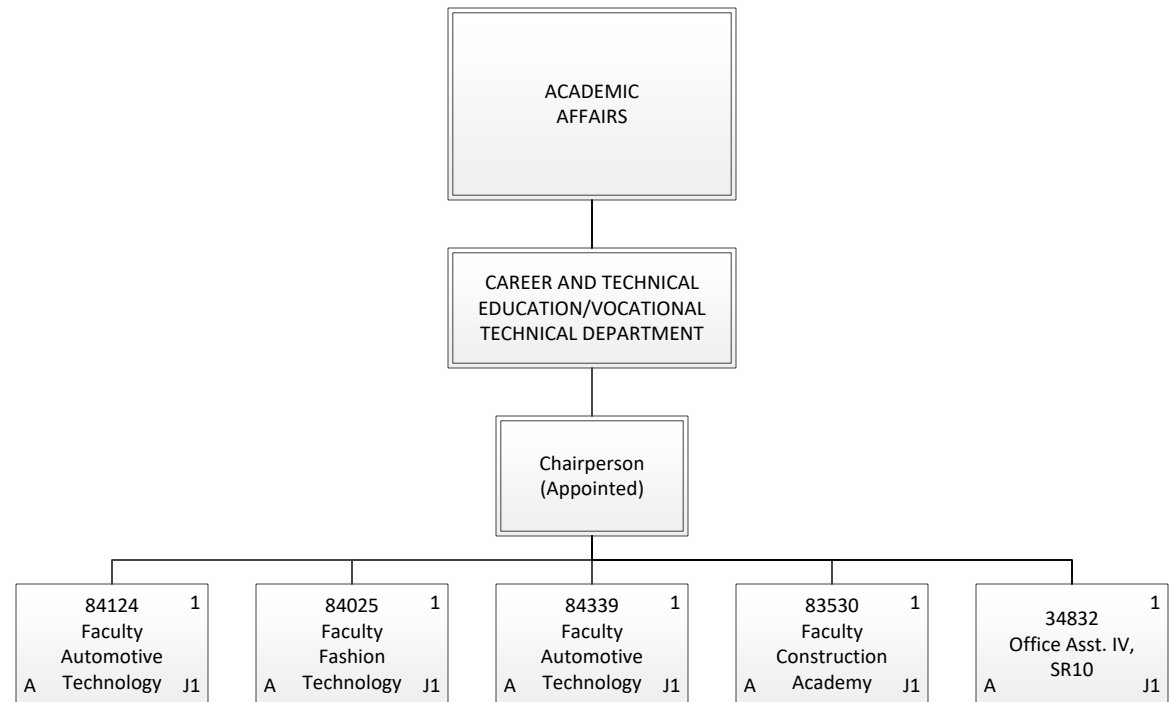 ACADEMIC
AFFAIRS
CAREER AND TECHNICAL
EDUCATION/VOCATIONAL
TECHNICAL DEPARTMENT
Chairperson
(Appointed)
84124 1
Faculty
Automotive
A Technology J1
84025 1
Faculty
Fashion
A Technology J1
84339 1
Faculty
Automotive
A Technology J1
83530 1
Faculty
Construction
A Academy J1
1
34832
Office Asst. IV,
SR10
A J1